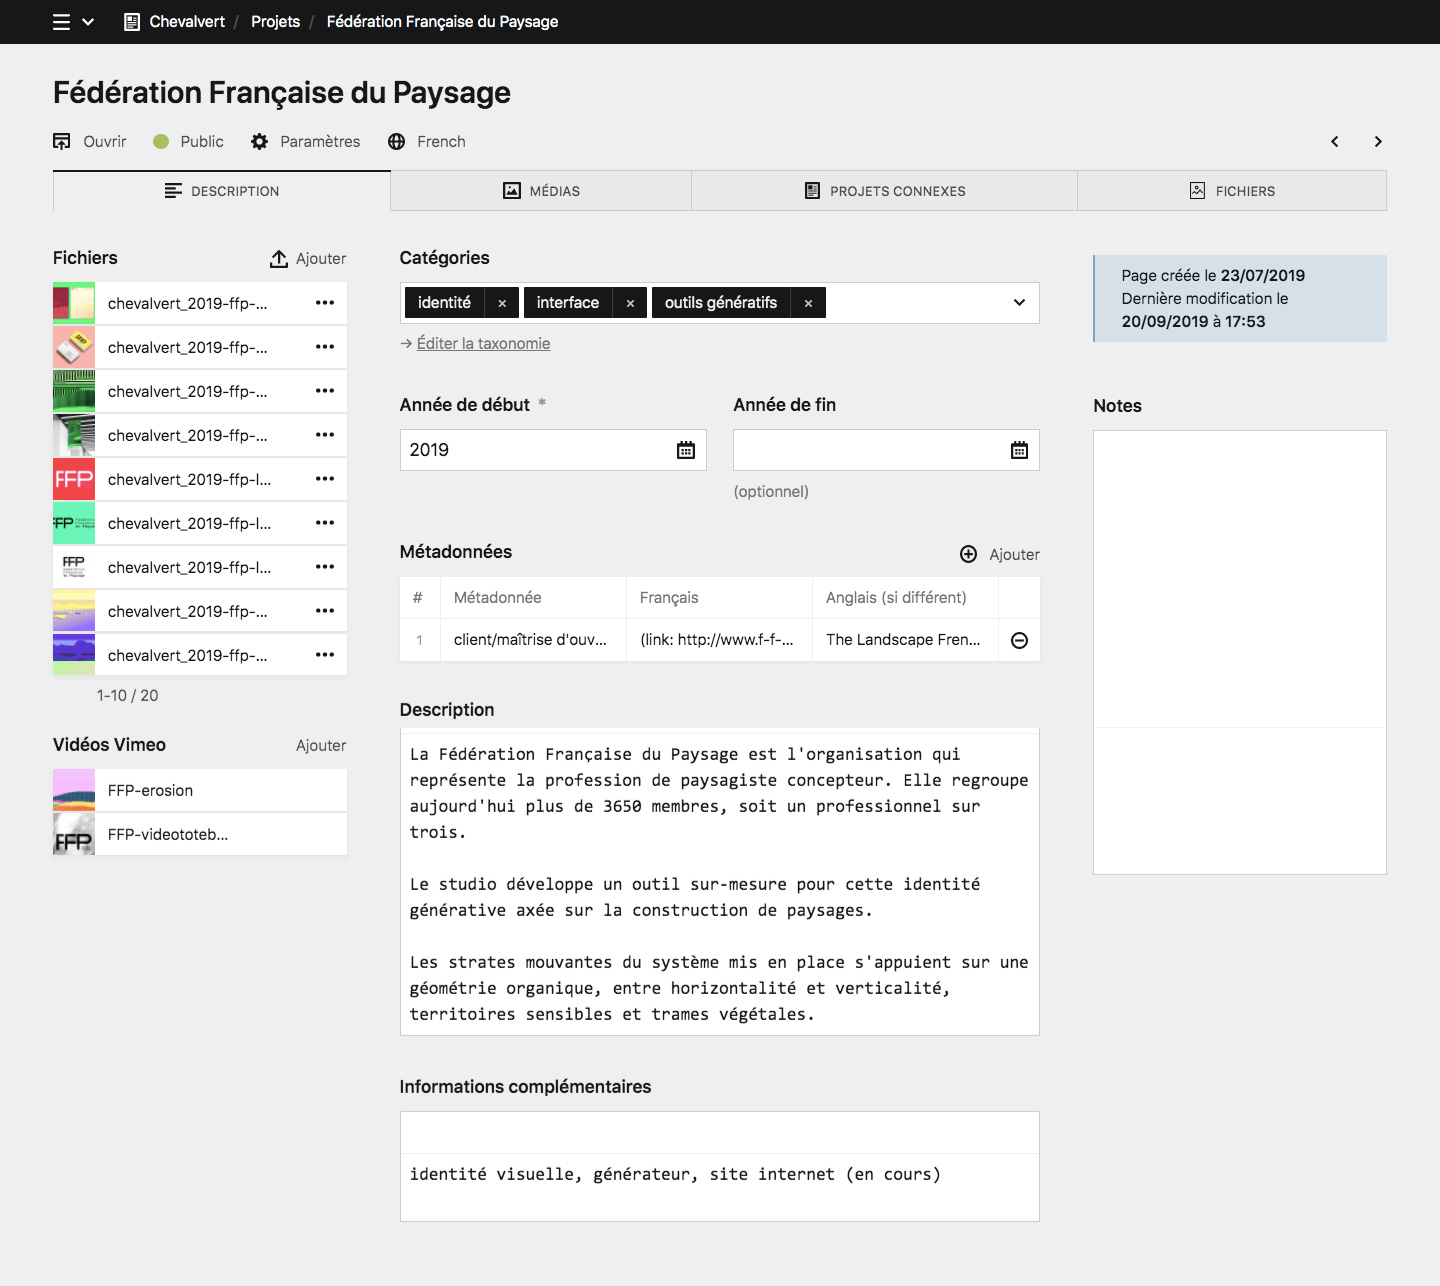 Chevalvert / Projets / Fédération Française du Paysage
Fédération Française du Paysage
Ouvrir Public Paramètres French
DESCRIPTION MÉDIAS PROJETS CONNEXES FICHIERS
Fichiers Ajouter
chevalvert_2019-ffp-...
chevalvert_2019-ffp-...
chevalvert_2019-ffp-...
chevalvert_2019-ffp-...
FFP chevalvert_2019-ffp-l...
FFP chevalvert_2019-ffp-l...
FFP chevalvert_2019-ffp-l...
chevalvert_2019-ffp-...
chevalvert_2019-ffp-...
1-10 / 20
Vidéos Vimeo Ajouter
FFP-erosion
FFP FFP-videototeb...
Catégories
identité × interface × outils génératifs ×
→ Éditer la taxonomie
Année de début * Année de fin
2019
(optionnel)
Métadonnées Ajouter
# Métadonnée Français Anglais (si différent)
1 client/maîtrise d'ouv... (link: http://www.f-f-... The Landscape Fren...
Description
La Fédération Française du Paysage est l'organisation qui
représente la profession de paysagiste concepteur. Elle regroupe
aujourd'hui plus de 3650 membres, soit un professionnel sur
trois.
Le studio développe un outil sur-mesure pour cette identité
générative axée sur la construction de paysages.
Les strates mouvantes du système mis en place s'appuient sur une
géométrie organique, entre horizontalité et verticalité,
territoires sensibles et trames végétales.
Informations complémentaires
identité visuelle, générateur, site internet (en cours)
Page créée le 23/07/2019
Dernière modification le
20/09/2019 à 17:53
Notes